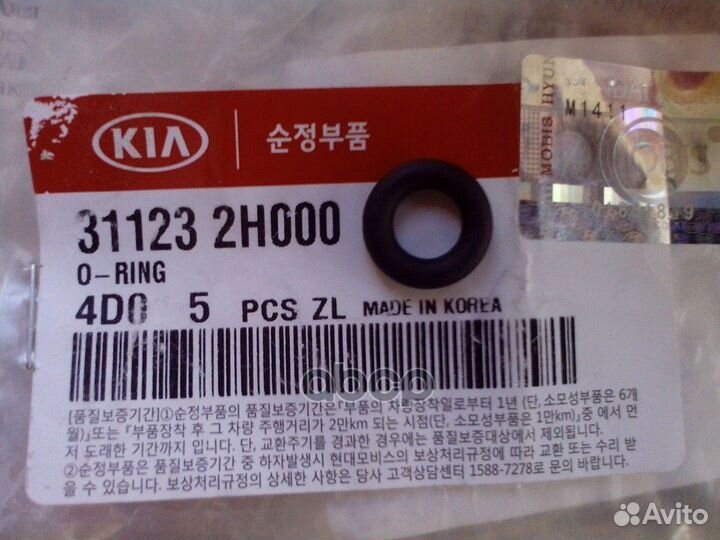 KIA
순정부품
31123 2H000
O-RING
4D0 5 PCS ZL MADE IN KOREA
[품질보증기간]①순정부품의 품질보증기간은『부품의 차량장착일로부터 1년 (단, 소모성부품은 6개
월)』또는 『부품장착 후 그 차량 주행거리가 2만km 되는 시점(단, 소모성부품은 1만km)』중 에서 먼
저 도래한 기간까지 입니다. 단, 교환주기를 경과한 경우에는 품질보증대상에서 제외됩니다.
②순정부품의 품질보증기간 중 하자발생시 현대모비스의 보상처리규정에 따라 교환 또는 수리 받
을 수 있습니다. 보상처리규정의 상세한 사항은 당사 고객상담센터 1588-7278로 문의 바랍니다.
MOBIS HYUN
M1411
abcp
Avito